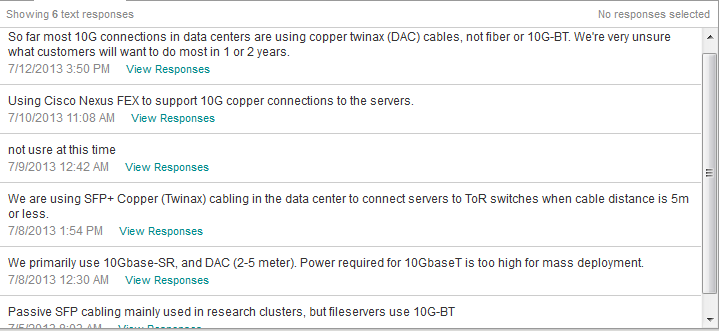 Showing 6 text responses No responses selected
So far most 10G connections in data centers are using copper twinax (DAC) cables, not fiber or 10G-BT. We're very unsure
what customers will want to do most in 1 or 2 years.
7/12/2013 3:50 PM View Responses
Using Cisco Nexus FEX to support 10G copper connections to the servers.
7/10/2013 11:08 AM View Responses
not usre at this time
7/9/2013 12:42 AM View Responses
We are using SFP+ Copper (Twinax) cabling in the data center to connect servers to ToR switches when cable distance is 5m
or less.
7/8/2013 1:54 PM View Responses
We primarily use 10Gbase-SR, and DAC (2-5 meter). Power required for 10GbaseT is too high for mass deployment.
7/8/2013 12:30 AM View Responses
Passive SFP cabling mainly used in research clusters, but fileservers use 10G-BT
View Responses